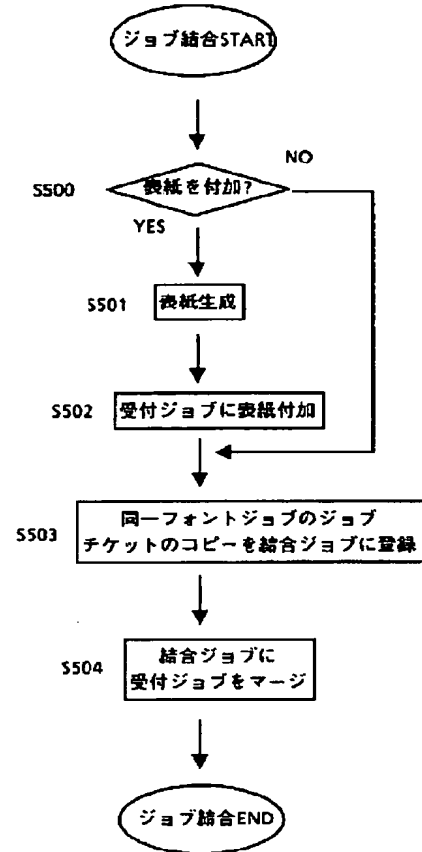 ジョブ結合START
NO
S500
表紙を付加?
YES
S501
表紙生成
S502
受付ジョブに表紙付加
S503
同一フォントジョブのジョブ
チケットのコピーを結合ジョブに登録
S504
結合ジョブに
受付ジョブをマージ
ジョブ結合END